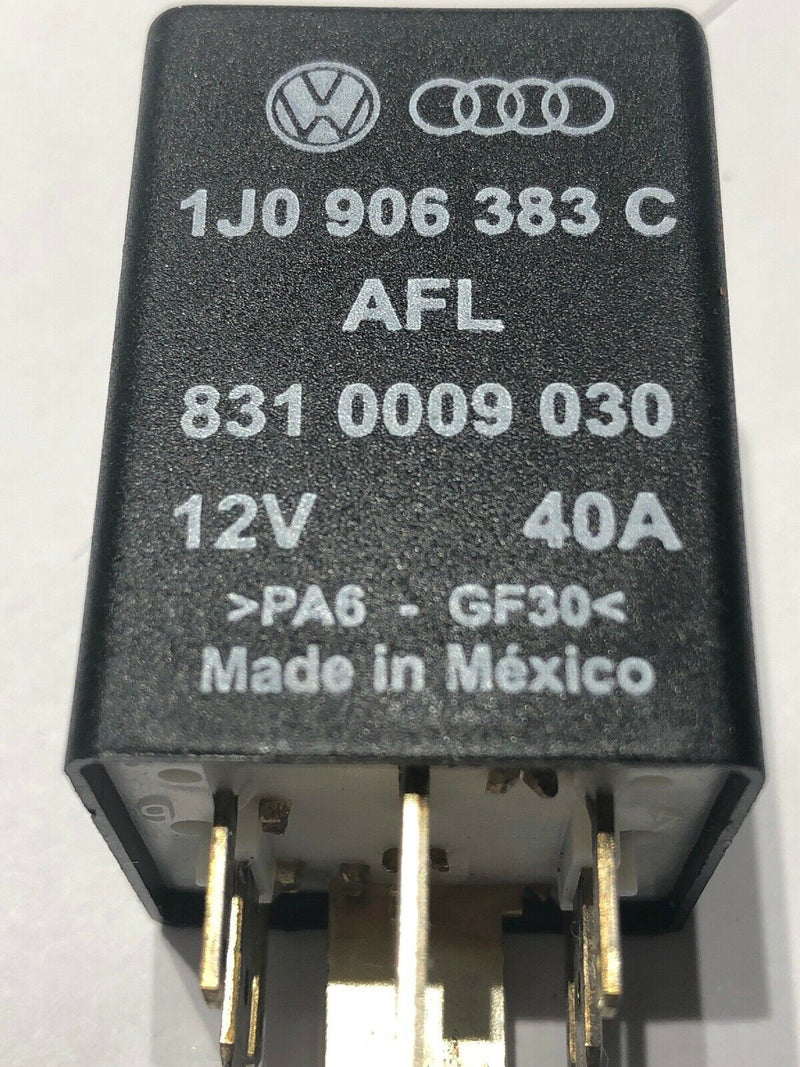 1J0 906 383 C
AFL
831 0009 030
12V 40A
>PA6 - GF30<
Made in México